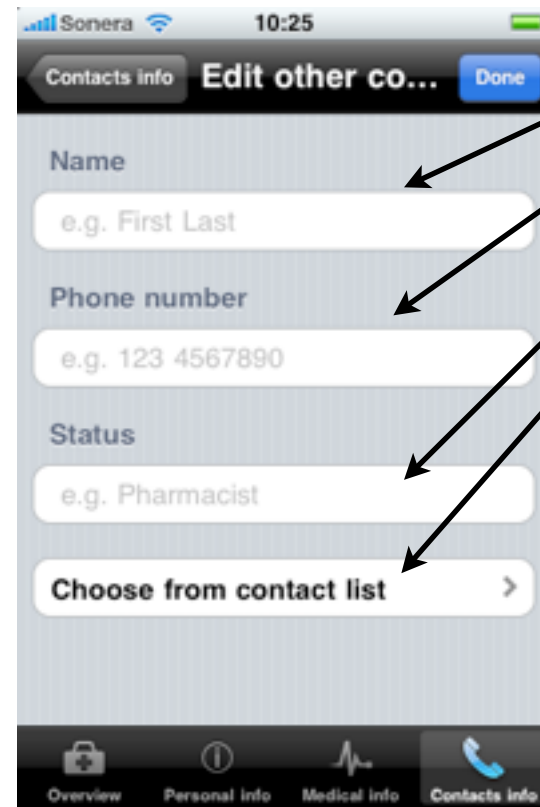 Sonera 10:25
Contacts info Edit other co... Done
Name
e.g. First Last
Phone number
e.g. 123 4567890
Status
e.g. Pharmacist
Choose from contact list
Overview Personal info Medical info Contacts info